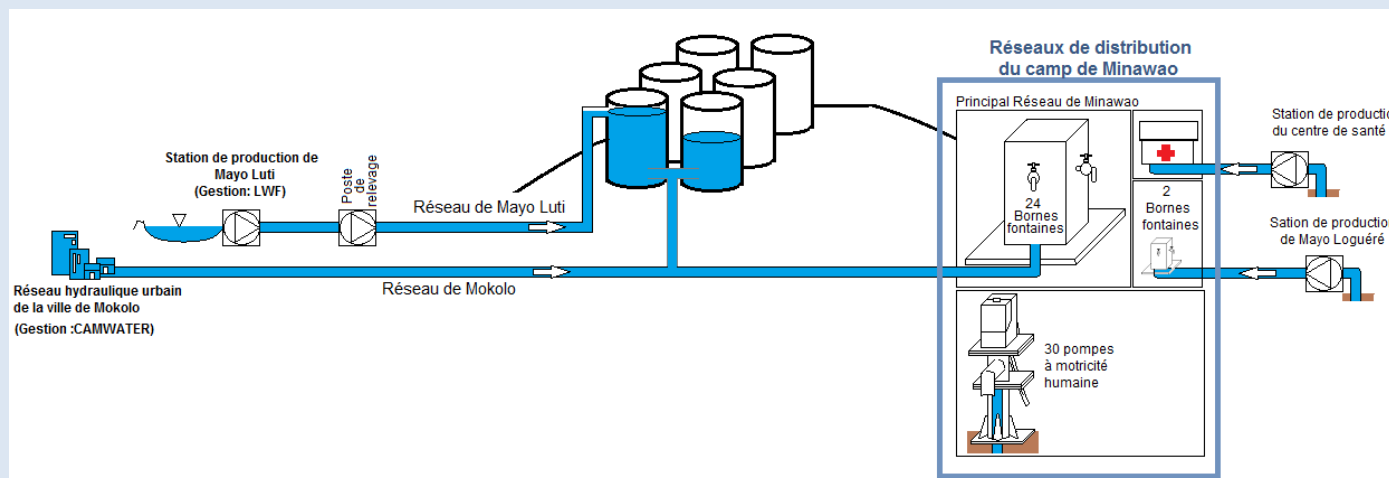 Réseaux de distribution
du camp de Minawao
Principal Réseau de Minawao
Station de productio
du centre de santé
Station de production de
Mayo Luti
(Gestion: LWF)
Poste
de
relevage
Réseau de Mayo Luti
24
Bornes
fontaines
2
Bornes
fontaines
Sation de production
de Mayo Loguéré
Réseau hydraulique urbain
de la ville de Mokolo
(Gestion :CAMWATER)
Réseau de Mokolo
30 pompes
à motricité
humaine